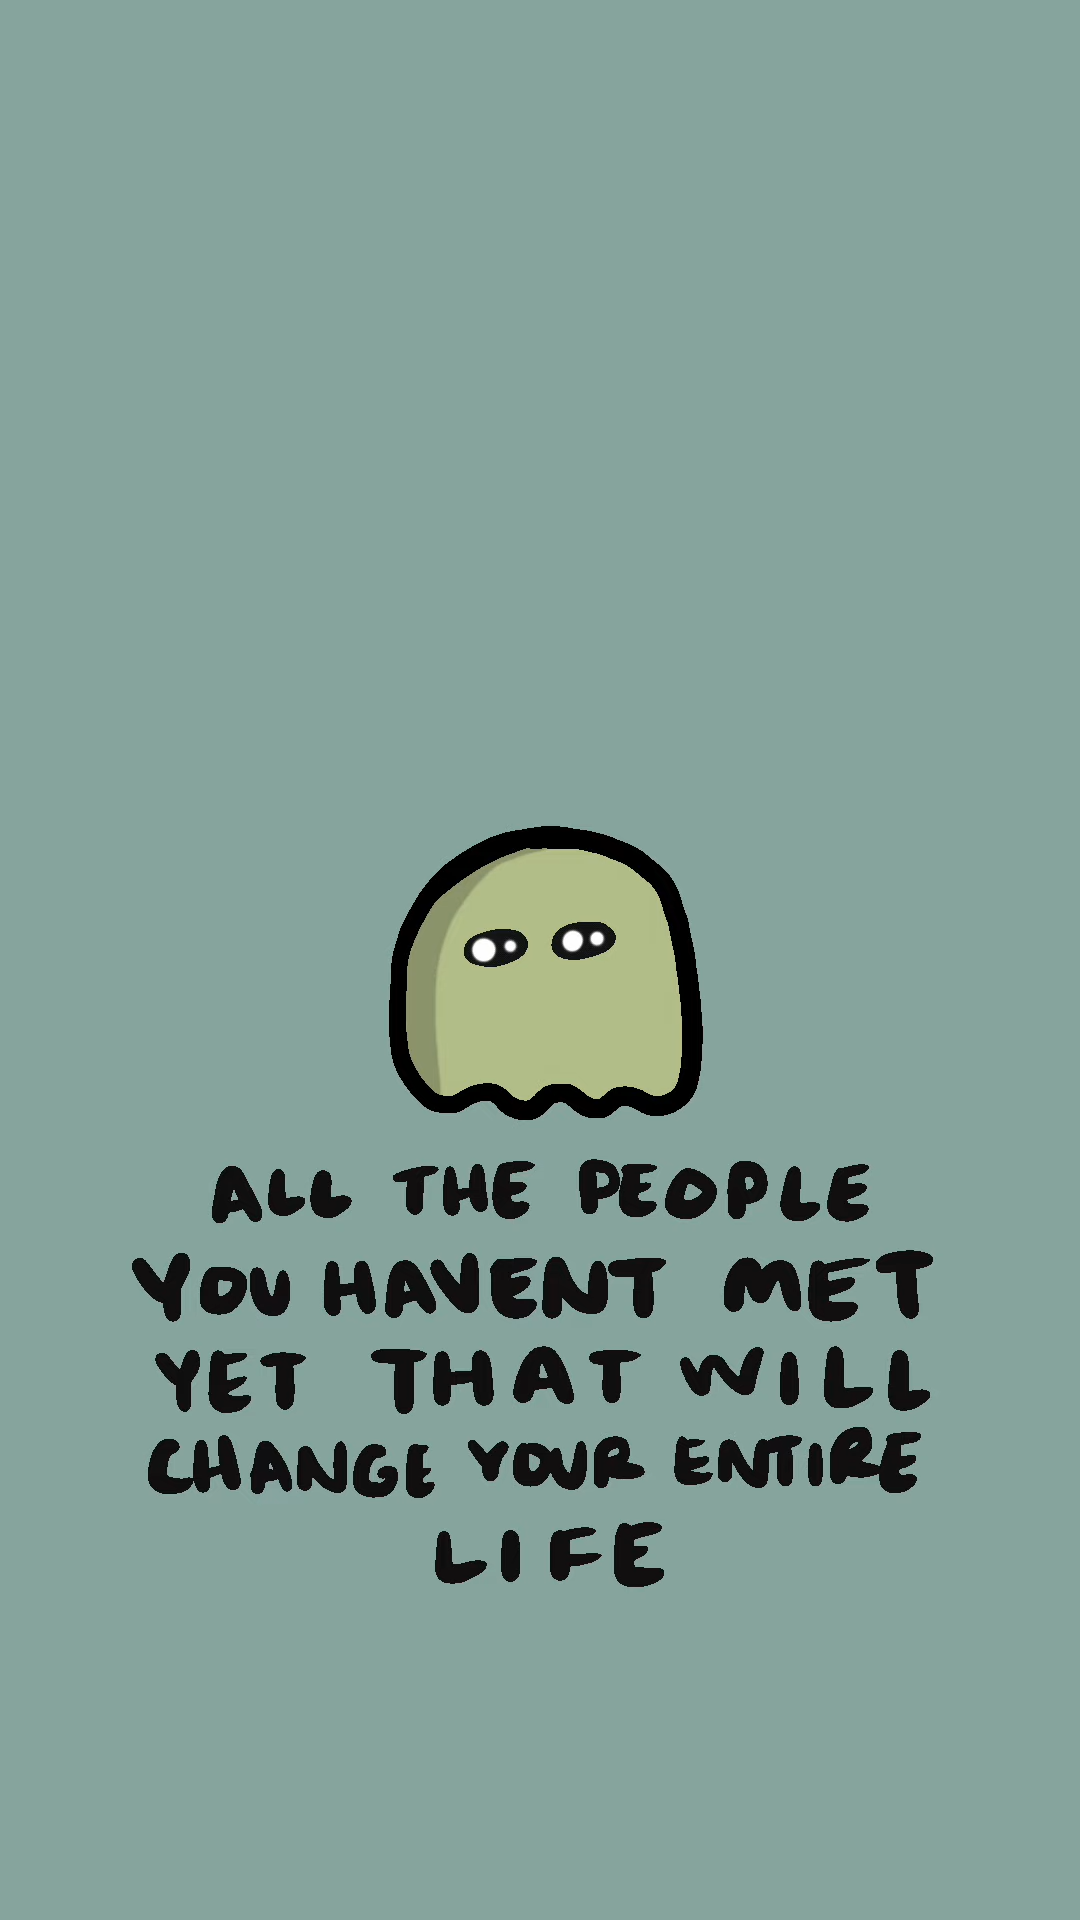 ALL THE PEOPLE
YOU HAVENT MET
YET THAT WILL
CHANGE YOUR ENTIRE
LIFE